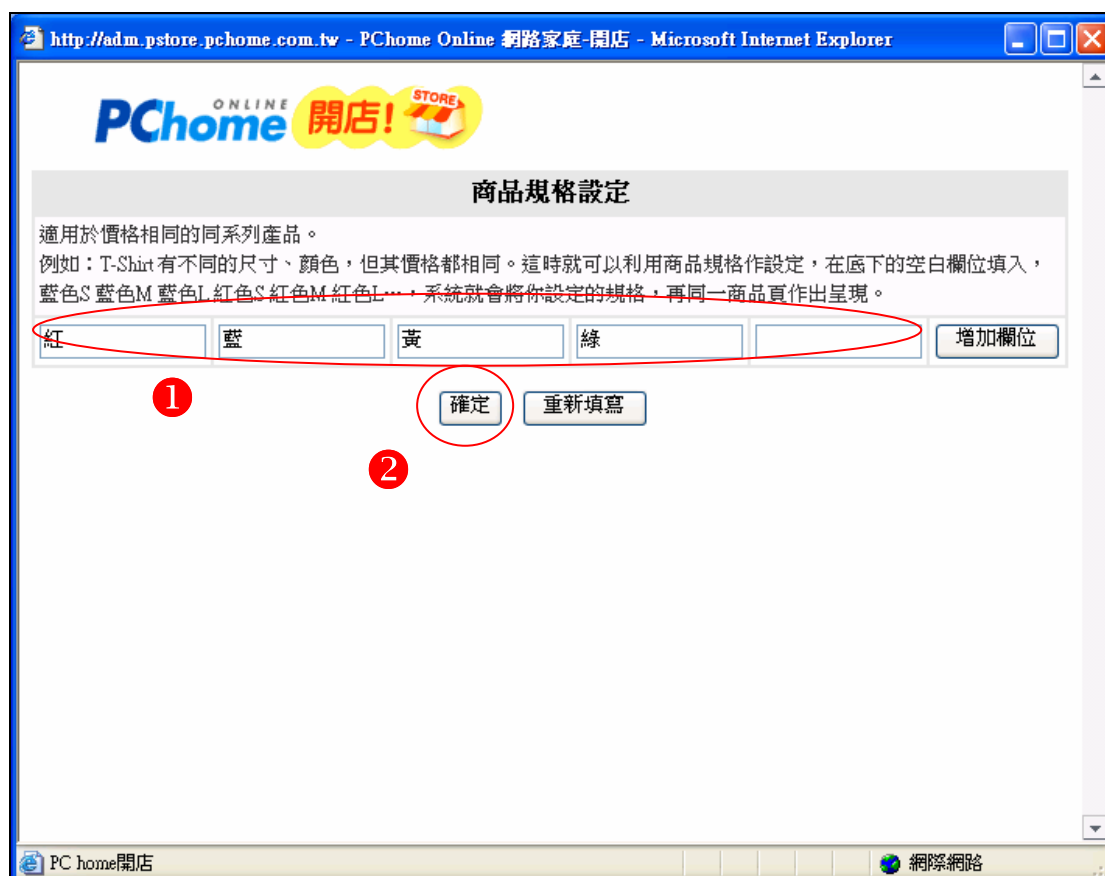 http://adm.pstore.pchome.com.tw - PChome Online 網路家庭-開店 - Microsoft Internet Explorer
PChome ONLINE 開店! STORE
商品規格設定
適用於價格相同的同系列產品。
例如：T-Shirt有不同的尺寸、顏色，但其價格都相同。這時就可以利用商品規格作設定，在底下的空白欄位填入，
藍色S 藍色M 藍色L 紅色S 紅色M 紅色L…，系統就會將你設定的規格，再同一商品頁作出呈現。
紅 藍 黃 綠 增加欄位
1 確定 重新填寫
2
PC home開店 網際網路